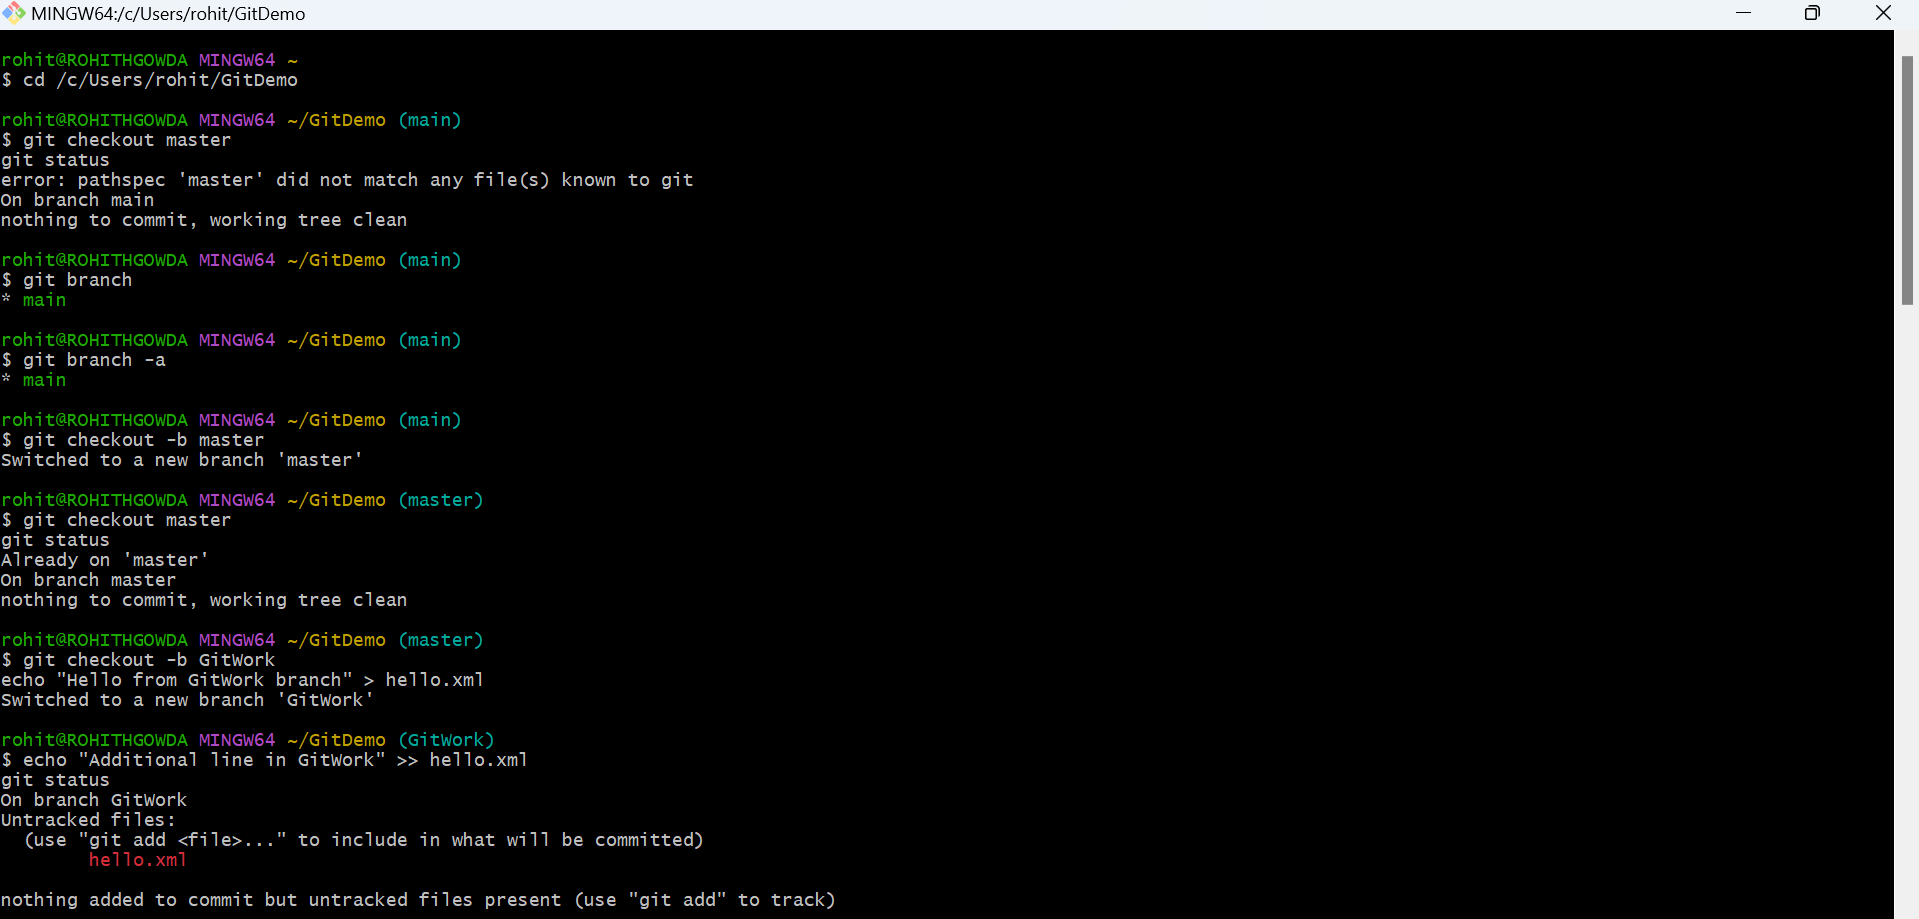 MINGW64:/c/Users/rohit/GitDemo
rohit@ROHITHGOWDA MINGW64 ~
$ cd /c/Users/rohit/GitDemo
rohit@ROHITHGOWDA MINGW64 ~/GitDemo (main)
$ git checkout master
git status
error: pathspec 'master' did not match any file(s) known to git
On branch main
nothing to commit, working tree clean
rohit@ROHITHGOWDA MINGW64 ~/GitDemo (main)
$ git branch
* main
rohit@ROHITHGOWDA MINGW64 ~/GitDemo (main)
$ git branch -a
* main
rohit@ROHITHGOWDA MINGW64 ~/GitDemo (main)
$ git checkout -b master
Switched to a new branch 'master'
rohit@ROHITHGOWDA MINGW64 ~/GitDemo (master)
$ git checkout master
git status
Already on 'master'
On branch master
nothing to commit, working tree clean
rohit@ROHITHGOWDA MINGW64 ~/GitDemo (master)
$ git checkout -b GitWork
echo "Hello from GitWork branch" > hello.xml
Switched to a new branch 'GitWork'
rohit@ROHITHGOWDA MINGW64 ~/GitDemo (GitWork)
$ echo "Additional line in GitWork" >> hello.xml
git status
On branch GitWork
Untracked files:
  (use "git add <file>..." to include in what will be committed)
        hello.xml
nothing added to commit but untracked files present (use "git add" to track)